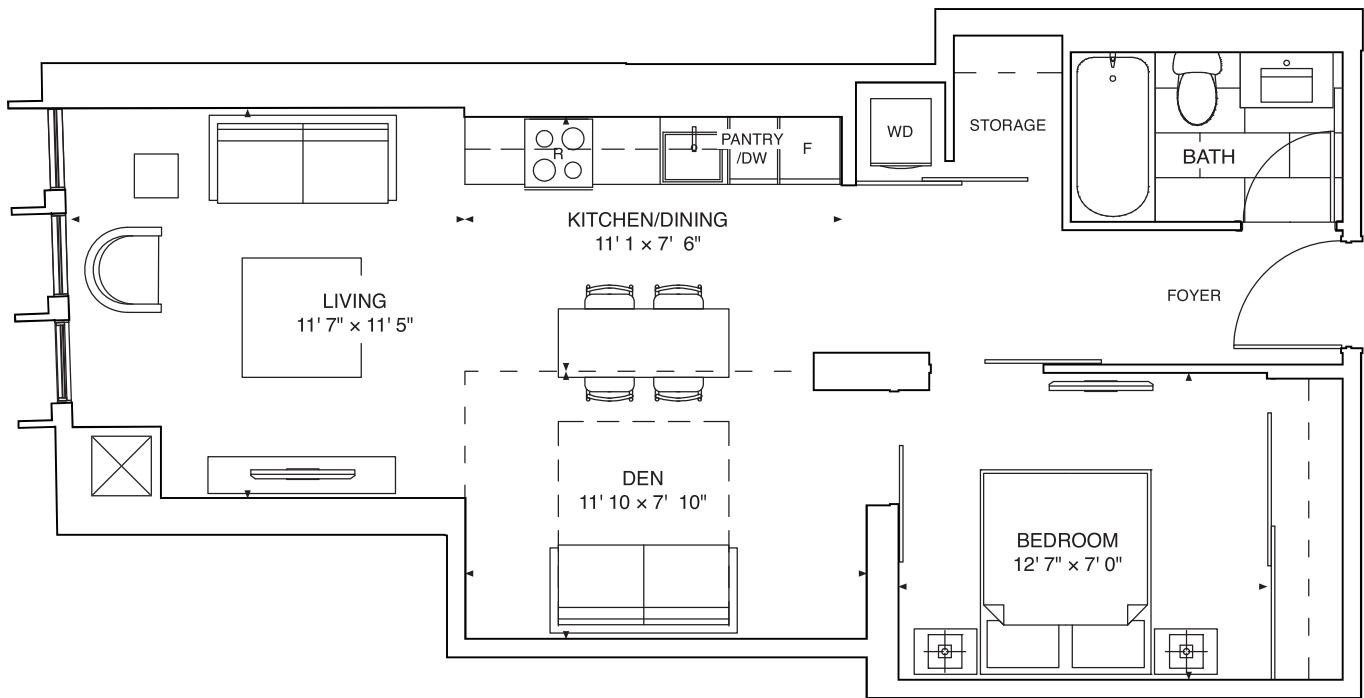 WD
STORAGE
BATH
R
PANTRY
/DW
F
KITCHEN/DINING
11' 1 × 7' 6"
FOYER
LIVING
11' 7" × 11' 5"
DEN
11' 10 × 7' 10"
BEDROOM
12' 7" × 7' 0"